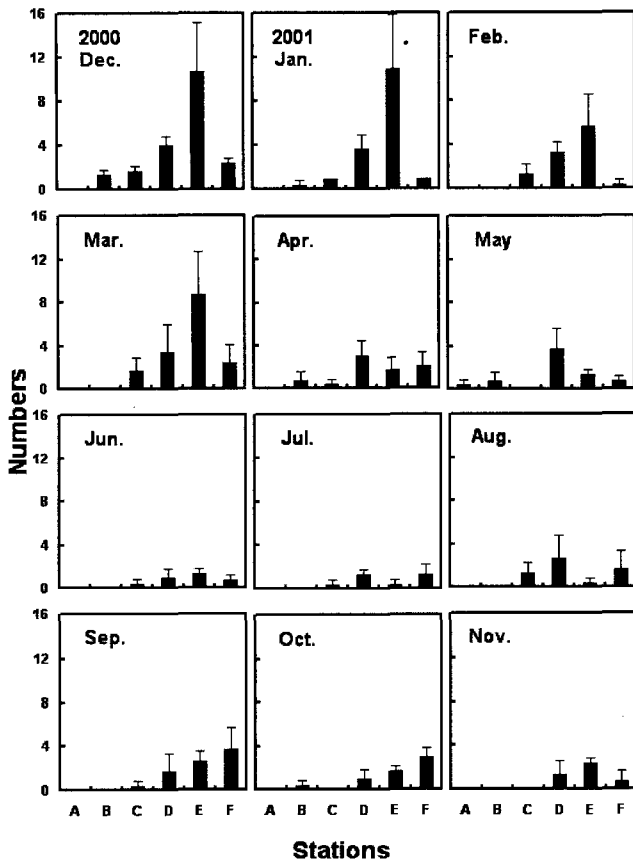 16
12
8
4
0
2000
Dec.
2001
Jan.
Feb.
16
12
8
4
0
Mar.
Apr.
May
16
12
8
4
0
Jun.
Jul.
Aug.
16
12
8
4
0
Sep.
Oct.
Nov.
Numbers
A B C D E F
A B C D E F
A B C D E F
Stations